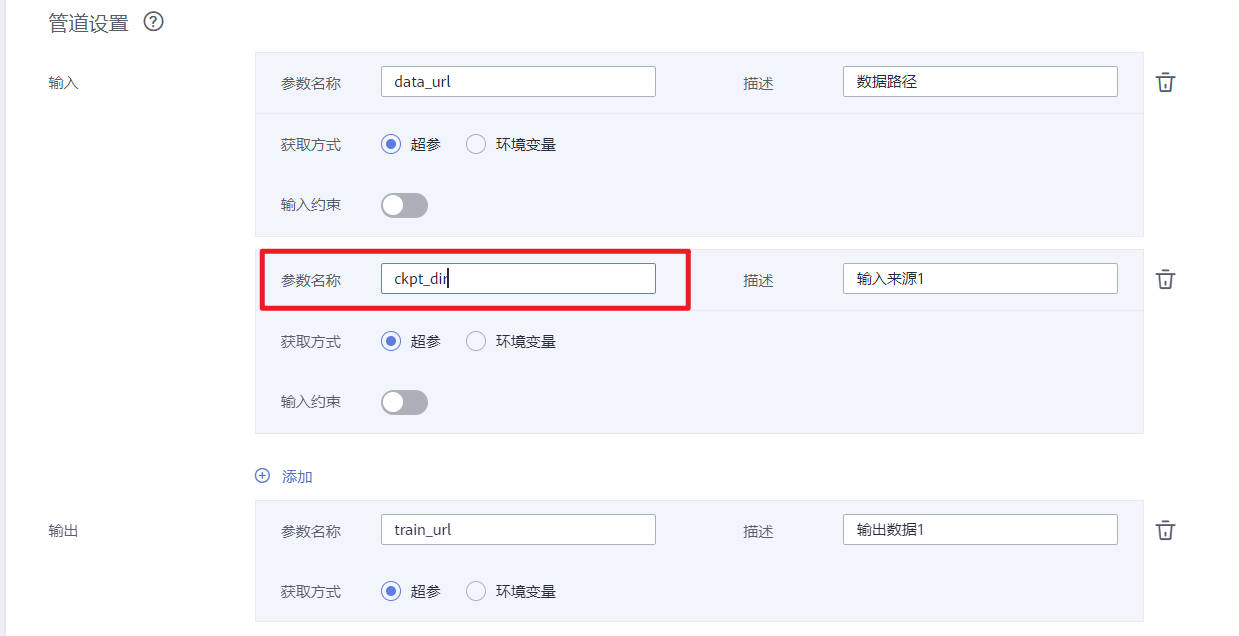 管道设置 ?
输入
参数名称 data_url 描述 数据路径
获取方式 超参 环境变量
输入约束
参数名称 ckpt_dir 描述 输入来源1
获取方式 超参 环境变量
输入约束
添加
输出
参数名称 train_url 描述 输出数据1
获取方式 超参 环境变量